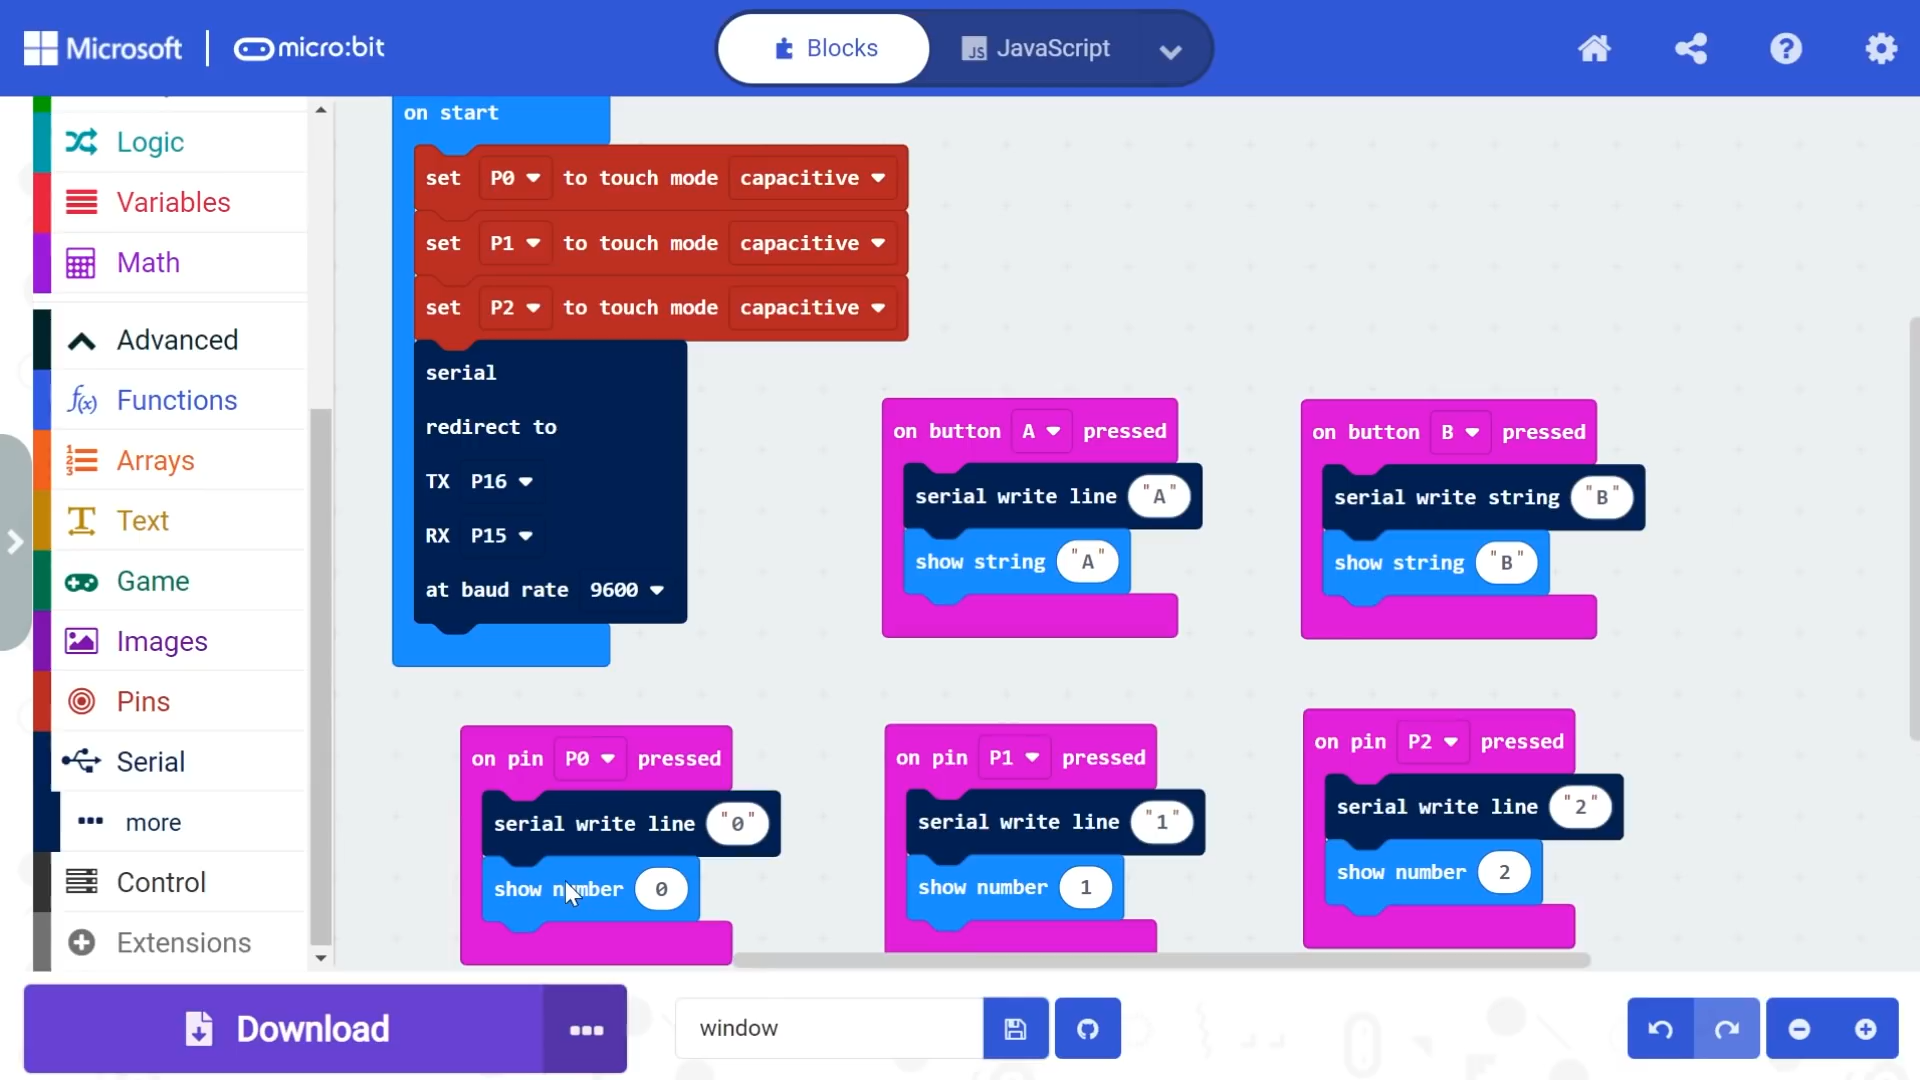 Microsoft | micro:bit
Blocks
JS JavaScript
Logic
Variables
Math
Advanced
f(x) Functions
Arrays
Text
Game
Images
Pins
Serial
more
Control
Extensions
on start
set P0 to touch mode capacitive
set P1 to touch mode capacitive
set P2 to touch mode capacitive
serial
redirect to
TX P16
RX P15
at baud rate 9600
on button A pressed
serial write line "A"
show string "A"
on button B pressed
serial write string "B"
show string "B"
on pin P0 pressed
serial write line "0"
show number 0
on pin P1 pressed
serial write line "1"
show number 1
on pin P2 pressed
serial write line "2"
show number 2
Download
window